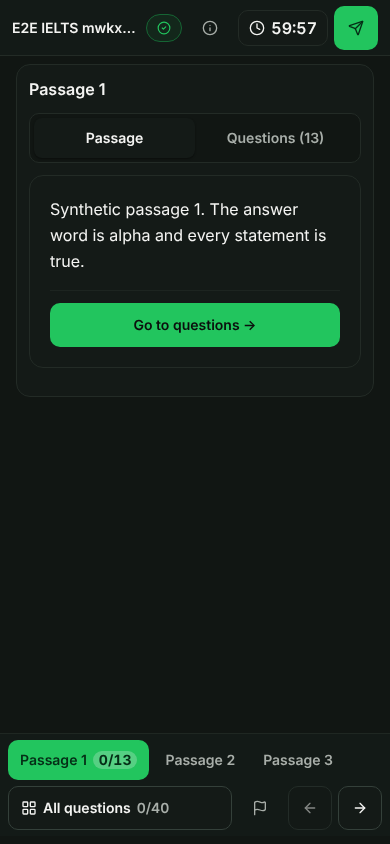 E2E IELTS mwkx...
59:57
Passage 1
Passage
Questions (13)
Synthetic passage 1. The answer
word is alpha and every statement is
true.
Go to questions →
Passage 1 0/13
Passage 2
Passage 3
All questions 0/40